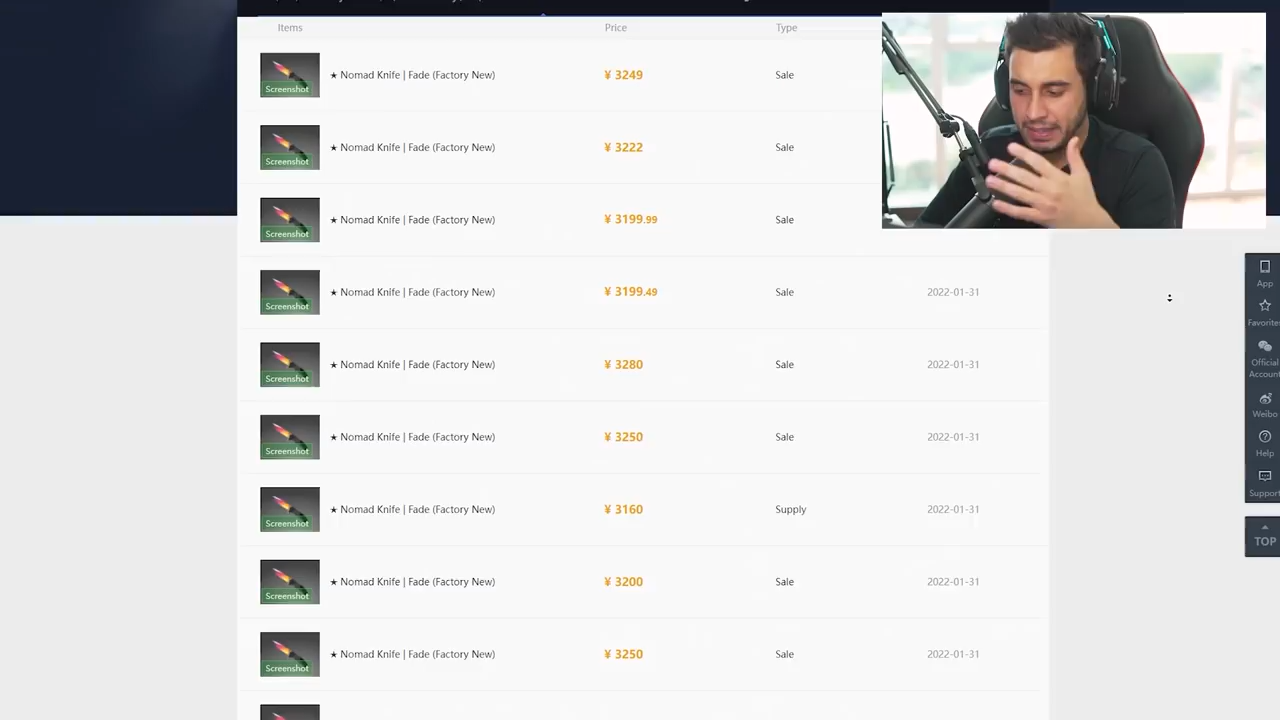 Items Price Type
★ Nomad Knife | Fade (Factory New) ¥ 3249 Sale
Screenshot
★ Nomad Knife | Fade (Factory New) ¥ 3222 Sale
Screenshot
★ Nomad Knife | Fade (Factory New) ¥ 3199.99 Sale
Screenshot
★ Nomad Knife | Fade (Factory New) ¥ 3199.49 Sale 2022-01-31
Screenshot
★ Nomad Knife | Fade (Factory New) ¥ 3280 Sale 2022-01-31
Screenshot
★ Nomad Knife | Fade (Factory New) ¥ 3250 Sale 2022-01-31
Screenshot
★ Nomad Knife | Fade (Factory New) ¥ 3160 Supply 2022-01-31
Screenshot
★ Nomad Knife | Fade (Factory New) ¥ 3200 Sale 2022-01-31
Screenshot
★ Nomad Knife | Fade (Factory New) ¥ 3250 Sale 2022-01-31
Screenshot
App
Favorites
Official
Account
Weibo
Help
Support
TOP